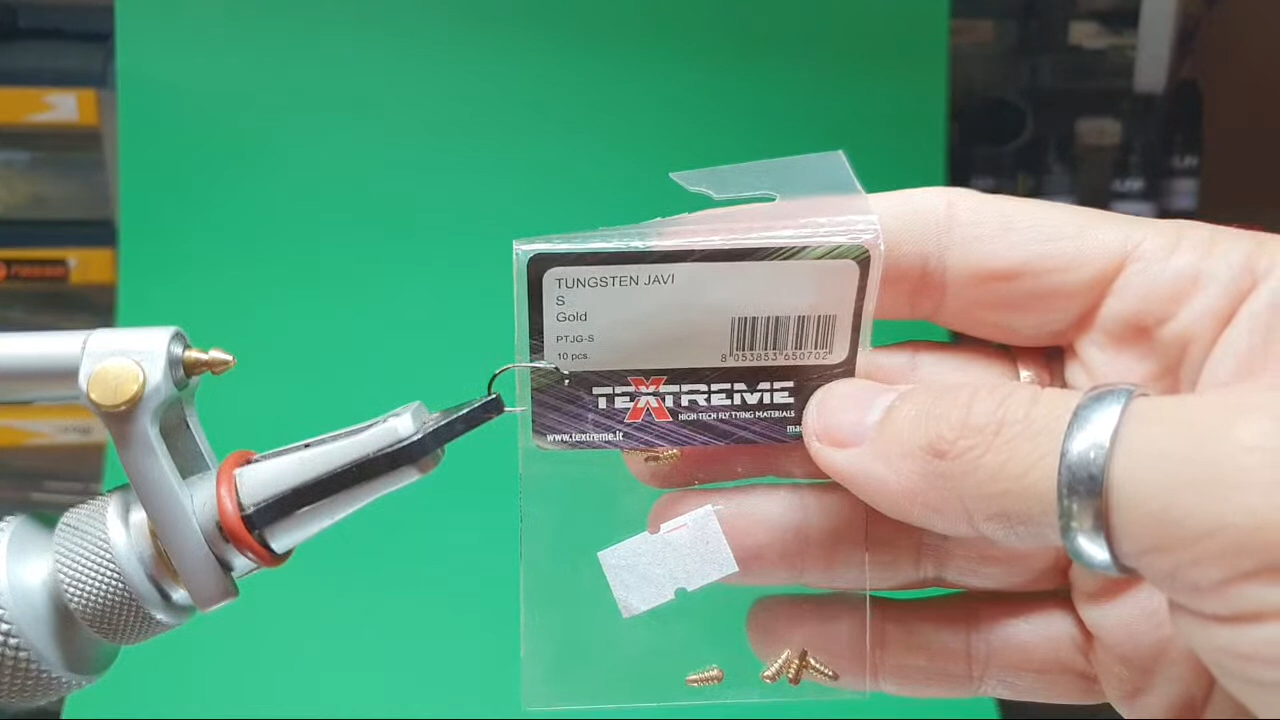 TUNGSTEN JAVI
S
Gold
PTJG-S
10 pcs.
8 053853 650702
TEXTREME
HIGH TECH FLY TYING MATERIALS
www.textreme.it